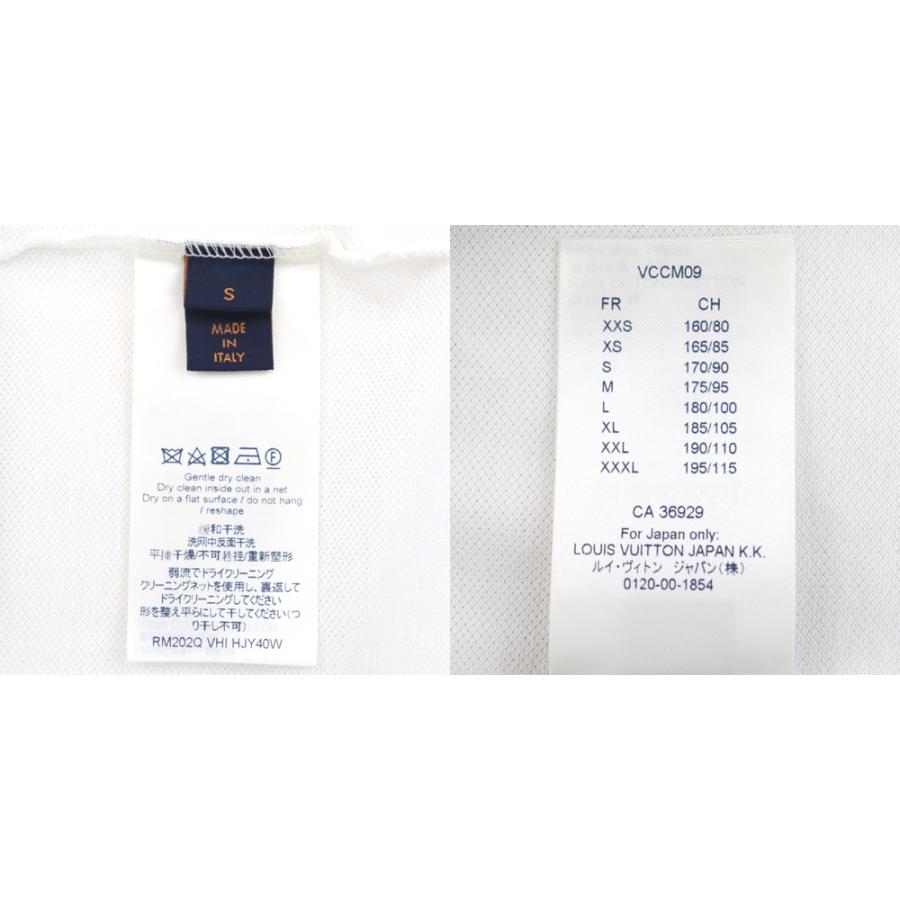 S
MADE
IN
ITALY
Gentle dry clean
Dry clean inside out in a net
Dry on a flat surface / do not hang
/ reshape
缓和干洗
洗网中反面干洗
平摊干燥/不可悬挂/重新塑形
弱流でドライクリーニング
クリーニングネットを使用し、裏返して
ドライクリーニングしてください
形を整え平らにして干してください(つ
り干し不可)
RM202Q VHI HJY40W
VCCM09
FR CH
XXS 160/80
XS 165/85
S 170/90
M 175/95
L 180/100
XL 185/105
XXL 190/110
XXXL 195/115
CA 36929
For Japan only:
LOUIS VUITTON JAPAN K.K.
ルイ・ヴィトン ジャパン(株)
0120-00-1854